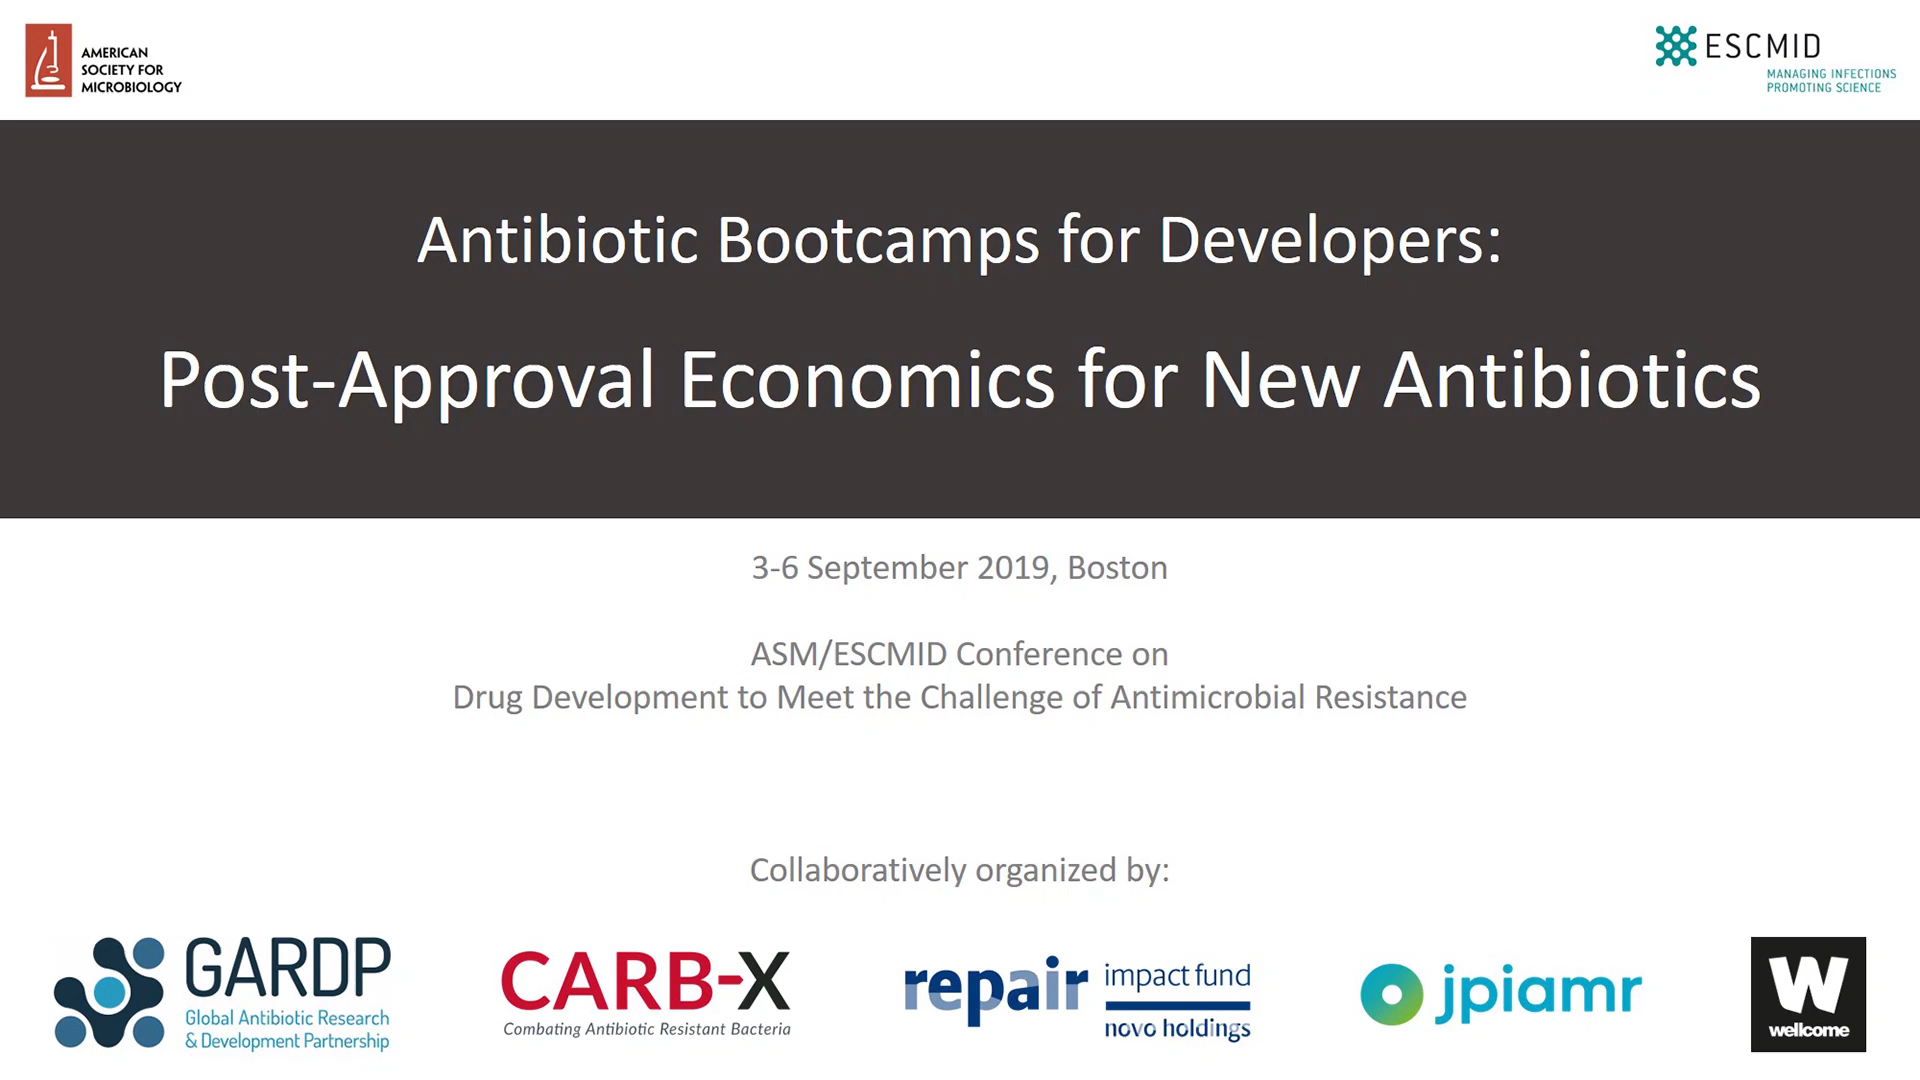 AMERICAN
SOCIETY FOR
MICROBIOLOGY
ESCMID
MANAGING INFECTIONS
PROMOTING SCIENCE
Antibiotic Bootcamps for Developers:
Post-Approval Economics for New Antibiotics
3-6 September 2019, Boston
ASM/ESCMID Conference on
Drug Development to Meet the Challenge of Antimicrobial Resistance
Collaboratively organized by:
GARDP
Global Antibiotic Research
& Development Partnership
CARB-X
Combating Antibiotic Resistant Bacteria
repair impact fund
novo holdings
jpiamr
W
wellcome